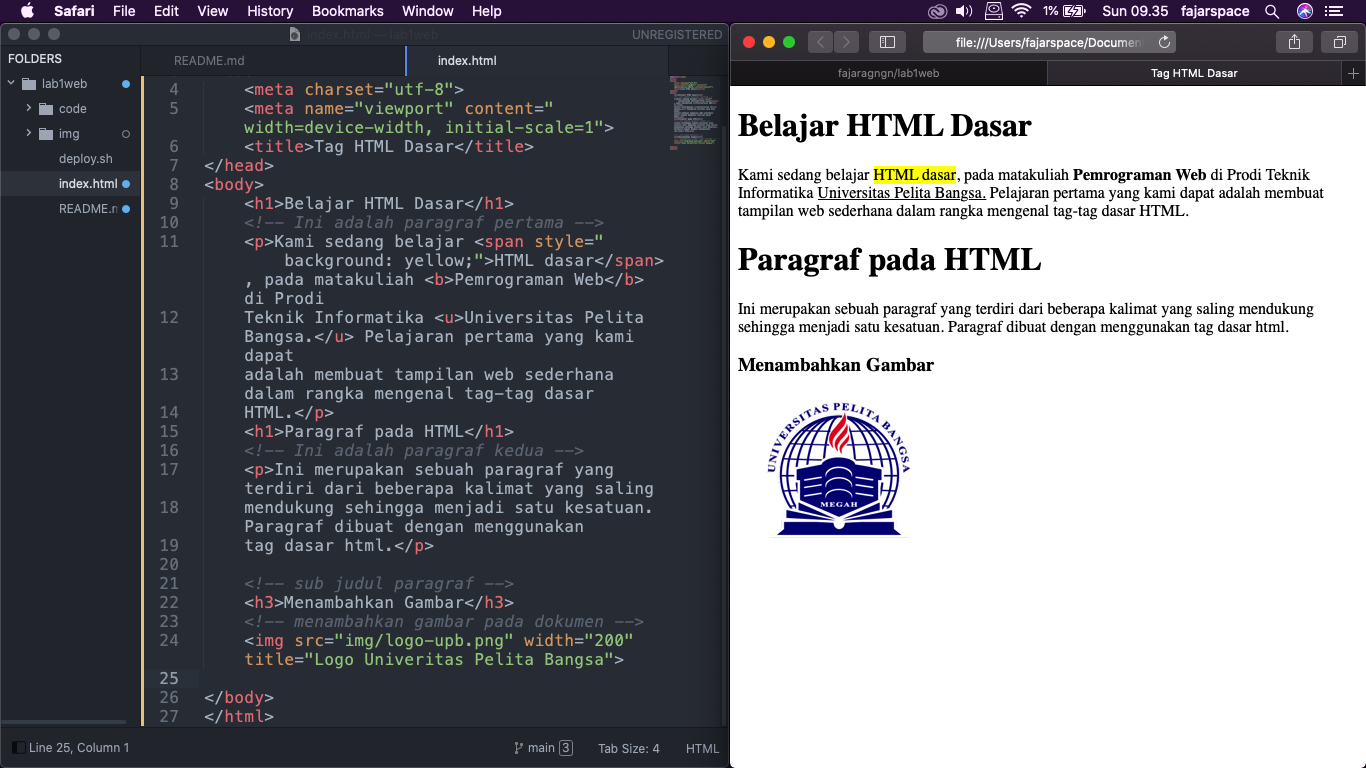 Safari File Edit View History Bookmarks Window Help 1% Sun 09.35 fajarspace
index.html — lab1web UNREGISTERED
FOLDERS
lab1web
code
img
deploy.sh
index.html
README.r
README.md index.html
4 <meta charset="utf-8">
5 <meta name="viewport" content="
width=device-width, initial-scale=1">
6 <title>Tag HTML Dasar</title>
7 </head>
8 <body>
9 <h1>Belajar HTML Dasar</h1>
10 <!-- Ini adalah paragraf pertama -->
11 <p>Kami sedang belajar <span style="
background: yellow;">HTML dasar</span>
, pada matakuliah <b>Pemrograman Web</b>
di Prodi
12 Teknik Informatika <u>Universitas Pelita
Bangsa.</u> Pelajaran pertama yang kami
dapat
13 adalah membuat tampilan web sederhana
dalam rangka mengenal tag-tag dasar
14 HTML.</p>
15 <h1>Paragraf pada HTML</h1>
16 <!-- Ini adalah paragraf kedua -->
17 <p>Ini merupakan sebuah paragraf yang
terdiri dari beberapa kalimat yang saling
18 mendukung sehingga menjadi satu kesatuan.
Paragraf dibuat dengan menggunakan
19 tag dasar html.</p>
20
21 <!-- sub judul paragraf -->
22 <h3>Menambahkan Gambar</h3>
23 <!-- menambahkan gambar pada dokumen -->
24 <img src="img/logo-upb.png" width="200"
title="Logo Univeritas Pelita Bangsa">
25
26 </body>
27 </html>
Line 25, Column 1 main 3 Tab Size: 4 HTML
file:///Users/fajarspace/Documen
fajaragngn/lab1web Tag HTML Dasar
Belajar HTML Dasar
Kami sedang belajar HTML dasar, pada matakuliah Pemrograman Web di Prodi Teknik
Informatika Universitas Pelita Bangsa. Pelajaran pertama yang kami dapat adalah membuat
tampilan web sederhana dalam rangka mengenal tag-tag dasar HTML.
Paragraf pada HTML
Ini merupakan sebuah paragraf yang terdiri dari beberapa kalimat yang saling mendukung
sehingga menjadi satu kesatuan. Paragraf dibuat dengan menggunakan tag dasar html.
Menambahkan Gambar
UNIVERSITAS PELITA BANGSA
MEGAH